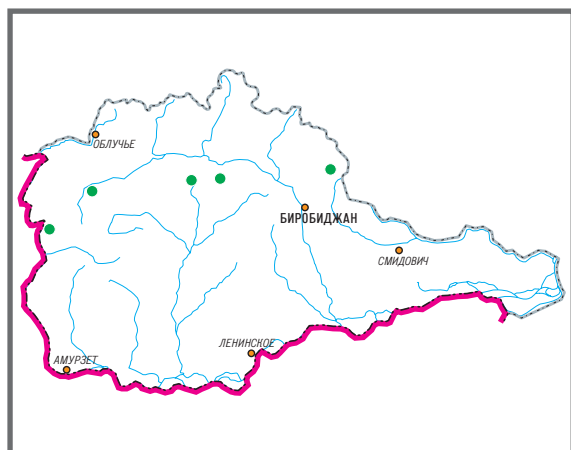 ОБЛУЧЬЕ
БИРОБИДЖАН
СМИДОВИЧ
ЛЕНИНСКОЕ
АМУРЗЕТ